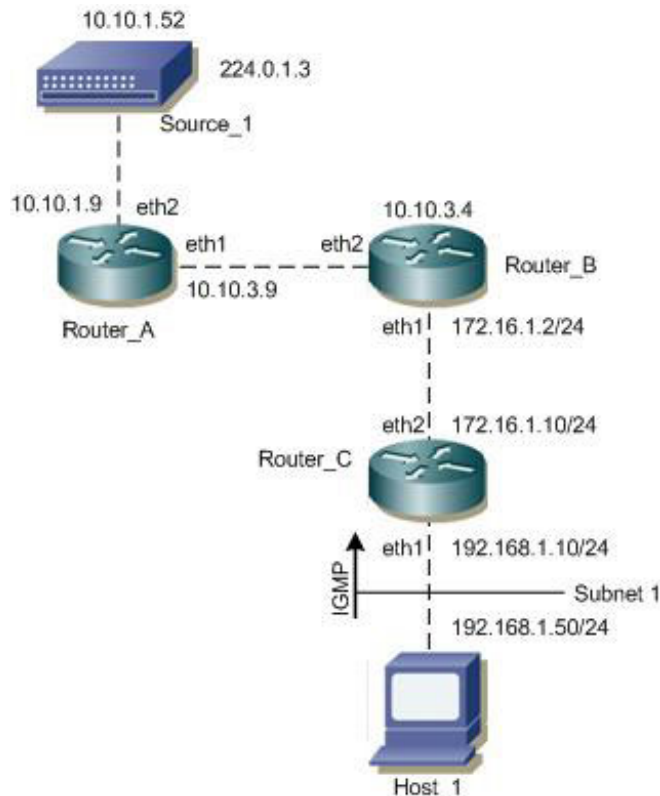 10.10.1.52
224.0.1.3
Source_1
10.10.1.9
eth2
eth1
eth2
10.10.3.4
Router_B
10.10.3.9
Router_A
eth1
172.16.1.2/24
eth2
172.16.1.10/24
Router_C
eth1
192.168.1.10/24
IGMP
Subnet 1
192.168.1.50/24
Host_1